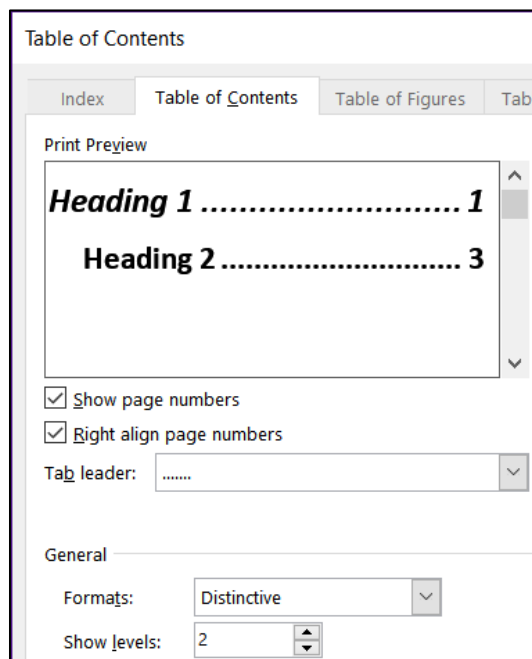 Table of Contents
Index Table of Contents Table of Figures Tab
Print Preview
Heading 1 ............................ 1
Heading 2 ............................ 3
Show page numbers
Right align page numbers
Tab leader: .......
General
Formats: Distinctive
Show levels: 2